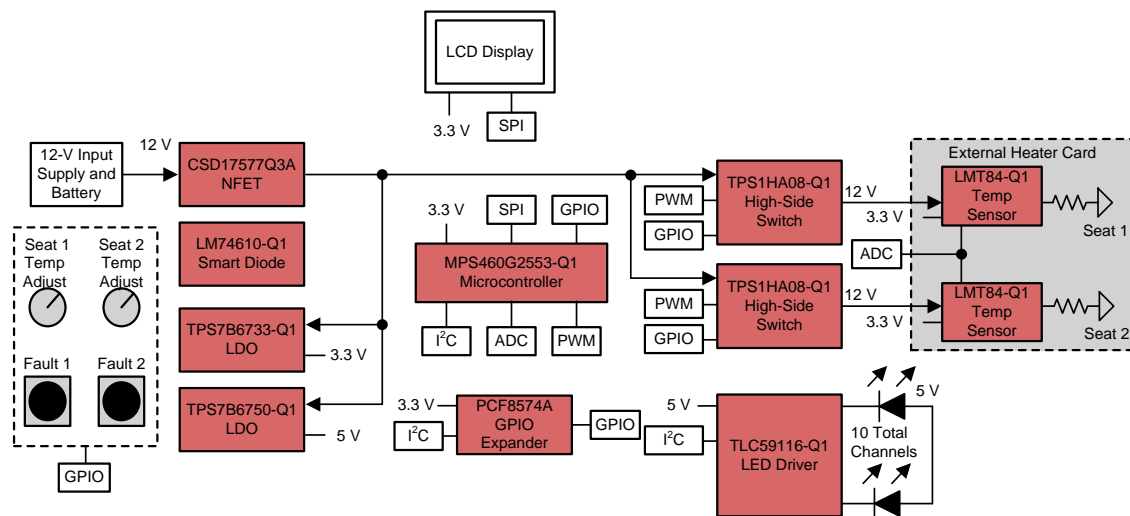 LCD Display
3.3 V
SPI
12-V Input
Supply and
Battery
12 V
CSD17577Q3A
NFET
LM74610-Q1
Smart Diode
TPS7B6733-Q1
LDO
3.3 V
TPS7B6750-Q1
LDO
5 V
Seat 1
Temp
Adjust
Seat 2
Temp
Adjust
Fault 1
Fault 2
GPIO
3.3 V
SPI
GPIO
MPS460G2553-Q1
Microcontroller
I²C
ADC
PWM
3.3 V
I²C
PCF8574A
GPIO
Expander
GPIO
PWM
GPIO
TPS1HA08-Q1
High-Side
Switch
12 V
PWM
GPIO
TPS1HA08-Q1
High-Side
Switch
12 V
External Heater Card
3.3 V
LMT84-Q1
Temp
Sensor
Seat 1
ADC
3.3 V
LMT84-Q1
Temp
Sensor
Seat 2
5 V
I²C
TLC59116-Q1
LED Driver
5 V
10 Total
Channels